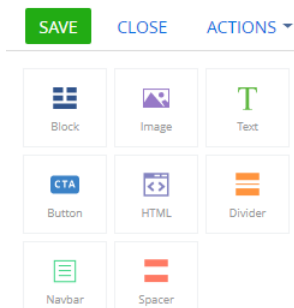 SAVE CLOSE ACTIONS
Block Image Text
CTA
Button HTML Divider
Navbar Spacer